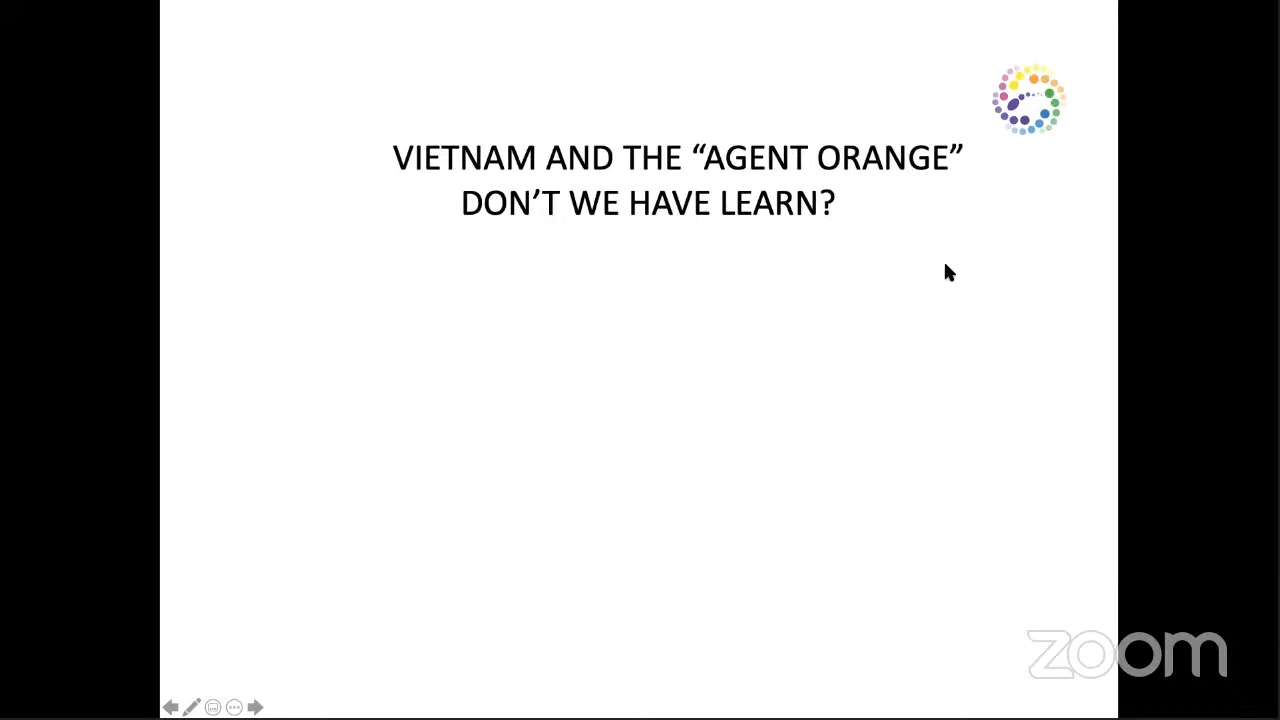 VIETNAM AND THE “AGENT ORANGE”
DON’T WE HAVE LEARN?
zoom